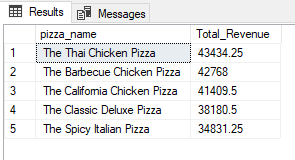 Results Messages
pizza_name Total_Revenue
1 The Thai Chicken Pizza 43434.25
2 The Barbecue Chicken Pizza 42768
3 The California Chicken Pizza 41409.5
4 The Classic Deluxe Pizza 38180.5
5 The Spicy Italian Pizza 34831.25